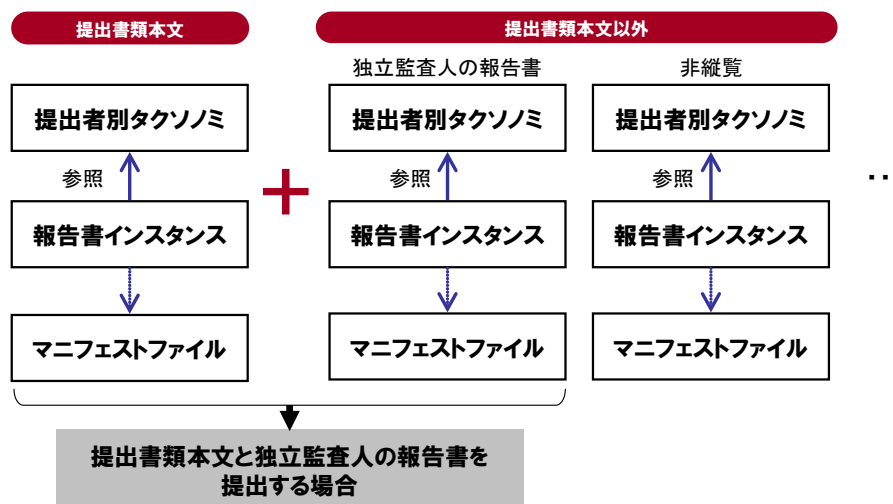 提出書類本文
提出書類本文以外
独立監査人の報告書
非縦覧
提出者別タクソノミ
提出者別タクソノミ
提出者別タクソノミ
参照
参照
参照
報告書インスタンス
報告書インスタンス
報告書インスタンス
マニフェストファイル
マニフェストファイル
マニフェストファイル
提出書類本文と独立監査人の報告書を
提出する場合